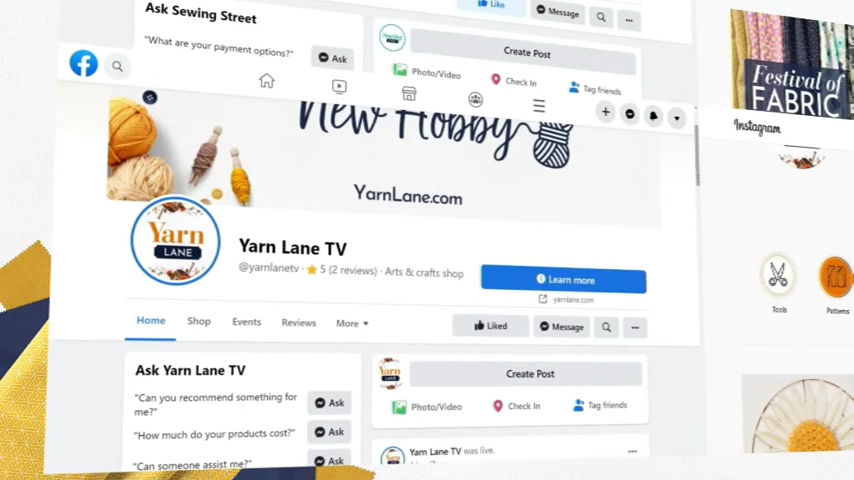 Ask Sewing Street
"What are your payment options?"
Ask
Like
Message
Create Post
Photo/Video
Check In
Tag friends
Festival of
FABRIC
Instagram
New Hobby
YarnLane.com
Yarn
LANE
Yarn Lane TV
@yarnlanetv · 5 (2 reviews) · Arts & crafts shop
Learn more
yarnlane.com
Home
Shop
Events
Reviews
More
Liked
Message
Tools
Patterns
Ask Yarn Lane TV
"Can you recommend something for
me?"
Ask
"How much do your products cost?"
Ask
"Can someone assist me?"
Ask
Create Post
Photo/Video
Check In
Tag friends
Yarn Lane TV was live.